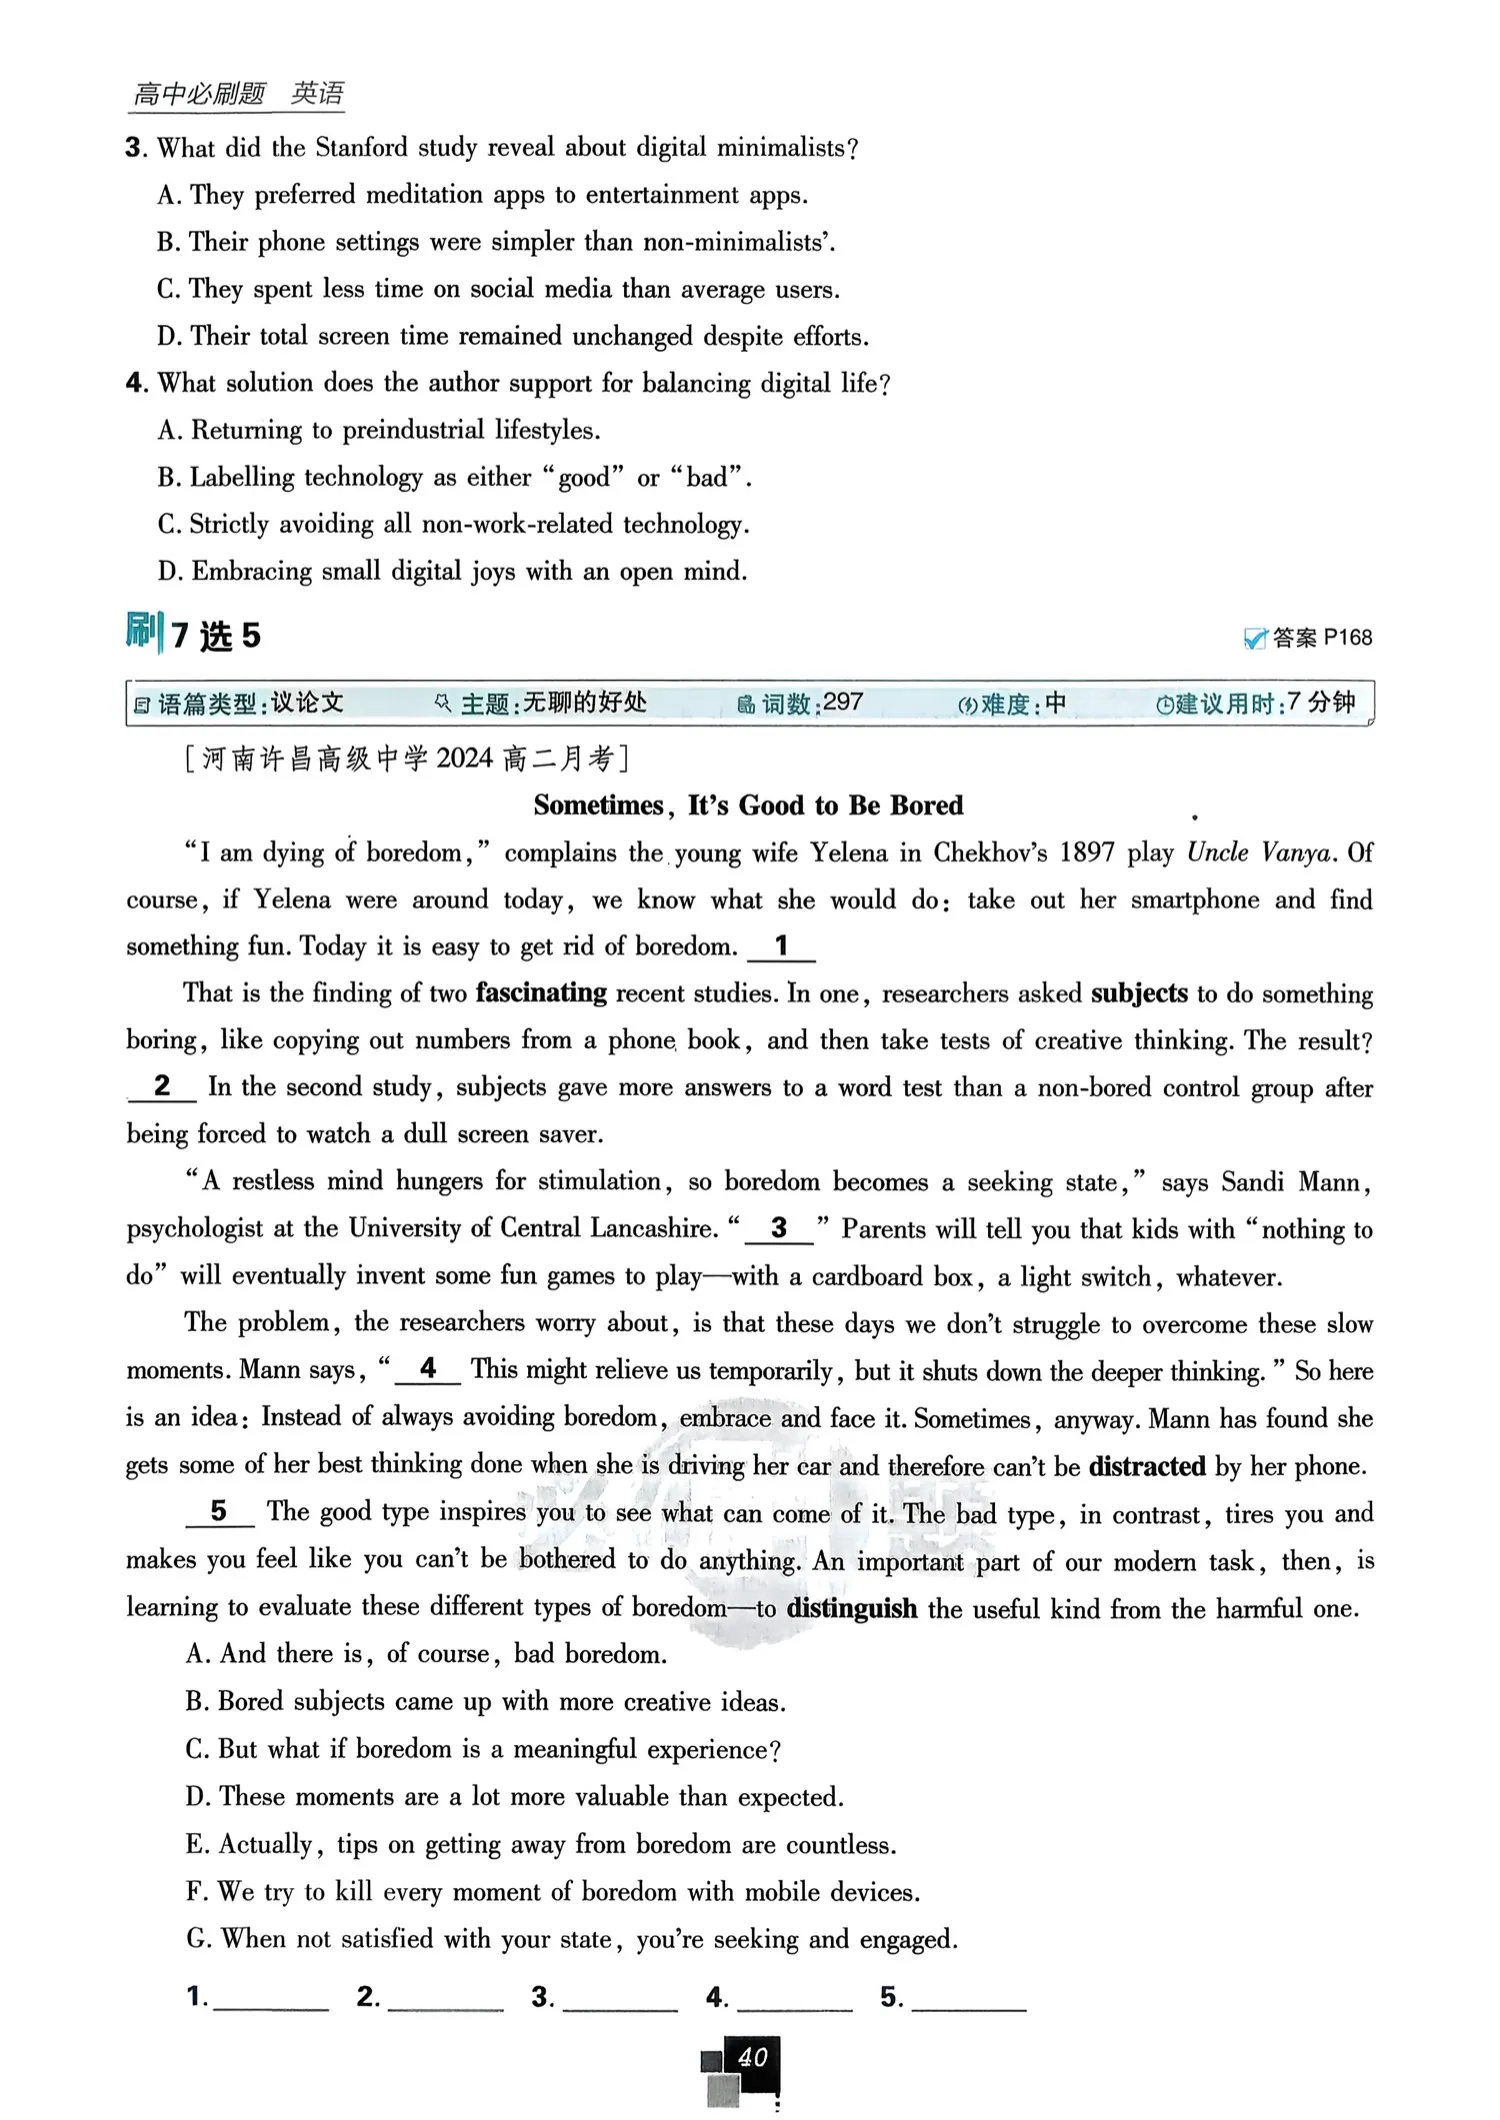 高中必刷题 英语
3. What did the Stanford study reveal about digital minimalists?
A. They preferred meditation apps to entertainment apps.
B. Their phone settings were simpler than non-minimalists’.
C. They spent less time on social media than average users.
D. Their total screen time remained unchanged despite efforts.
4. What solution does the author support for balancing digital life?
A. Returning to preindustrial lifestyles.
B. Labelling technology as either “good” or “bad”.
C. Strictly avoiding all non-work-related technology.
D. Embracing small digital joys with an open mind.
刷 7 选 5 答案 P168
语篇类型:议论文 主题:无聊的好处 词数:297 难度:中 建议用时:7 分钟
[河南许昌高级中学 2024 高二月考]
Sometimes, It’s Good to Be Bored
“I am dying of boredom,” complains the young wife Yelena in Chekhov’s 1897 play Uncle Vanya. Of
course, if Yelena were around today, we know what she would do: take out her smartphone and find
something fun. Today it is easy to get rid of boredom. 1
That is the finding of two fascinating recent studies. In one, researchers asked subjects to do something
boring, like copying out numbers from a phone book, and then take tests of creative thinking. The result?
2 In the second study, subjects gave more answers to a word test than a non-bored control group after
being forced to watch a dull screen saver.
“A restless mind hungers for stimulation, so boredom becomes a seeking state,” says Sandi Mann,
psychologist at the University of Central Lancashire. “ 3 ” Parents will tell you that kids with “nothing to
do” will eventually invent some fun games to play—with a cardboard box, a light switch, whatever.
The problem, the researchers worry about, is that these days we don’t struggle to overcome these slow
moments. Mann says, “ 4 This might relieve us temporarily, but it shuts down the deeper thinking.” So here
is an idea: Instead of always avoiding boredom, embrace and face it. Sometimes, anyway. Mann has found she
gets some of her best thinking done when she is driving her car and therefore can’t be distracted by her phone.
5 The good type inspires you to see what can come of it. The bad type, in contrast, tires you and
makes you feel like you can’t be bothered to do anything. An important part of our modern task, then, is
learning to evaluate these different types of boredom—to distinguish the useful kind from the harmful one.
A. And there is, of course, bad boredom.
B. Bored subjects came up with more creative ideas.
C. But what if boredom is a meaningful experience?
D. These moments are a lot more valuable than expected.
E. Actually, tips on getting away from boredom are countless.
F. We try to kill every moment of boredom with mobile devices.
G. When not satisfied with your state, you’re seeking and engaged.
1.________ 2.________ 3.________ 4.________ 5.________
40